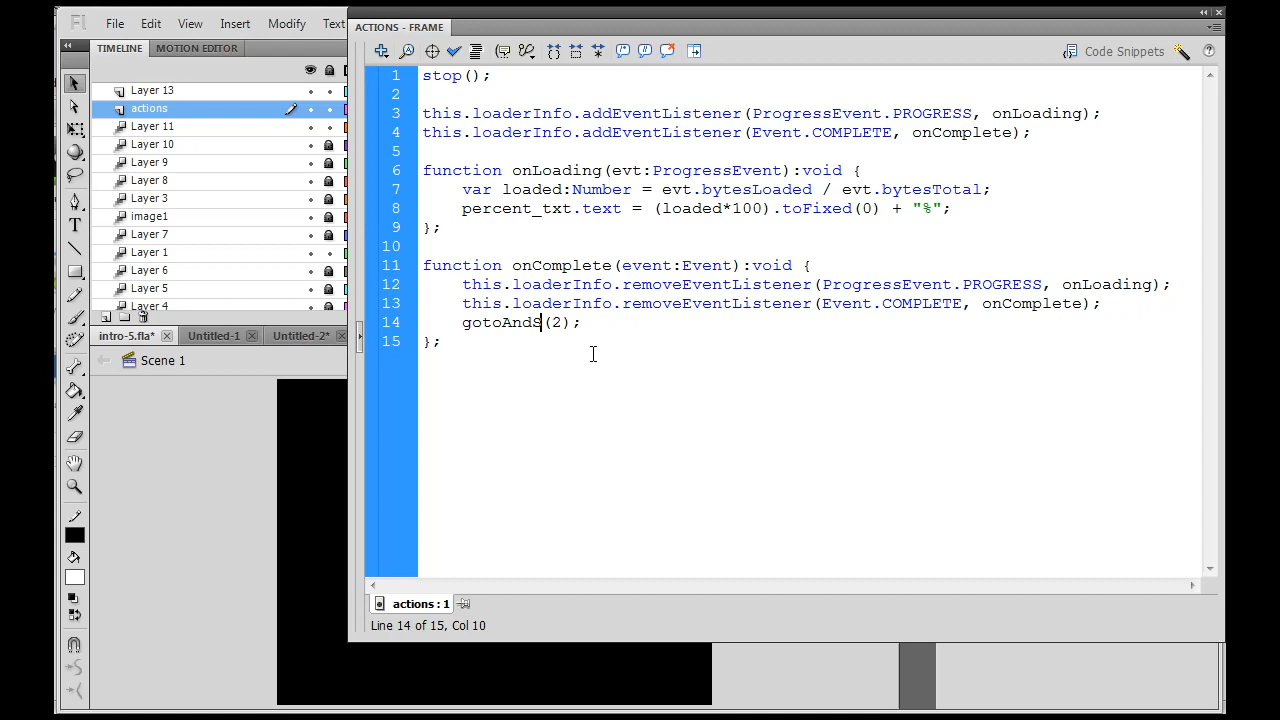 Fl File Edit View Insert Modify Text
TIMELINE MOTION EDITOR
Layer 13
actions
Layer 11
Layer 10
Layer 9
Layer 8
Layer 3
image1
Layer 7
Layer 1
Layer 6
Layer 5
Layer 4
intro-5.fla* Untitled-1 Untitled-2*
Scene 1
ACTIONS - FRAME
Code Snippets
1 stop();
2
3 this.loaderInfo.addEventListener(ProgressEvent.PROGRESS, onLoading);
4 this.loaderInfo.addEventListener(Event.COMPLETE, onComplete);
5
6 function onLoading(evt:ProgressEvent):void {
7 var loaded:Number = evt.bytesLoaded / evt.bytesTotal;
8 percent_txt.text = (loaded*100).toFixed(0) + "%";
9 };
10
11 function onComplete(event:Event):void {
12 this.loaderInfo.removeEventListener(ProgressEvent.PROGRESS, onLoading);
13 this.loaderInfo.removeEventListener(Event.COMPLETE, onComplete);
14 gotoAndS(2);
15 };
actions : 1
Line 14 of 15, Col 10